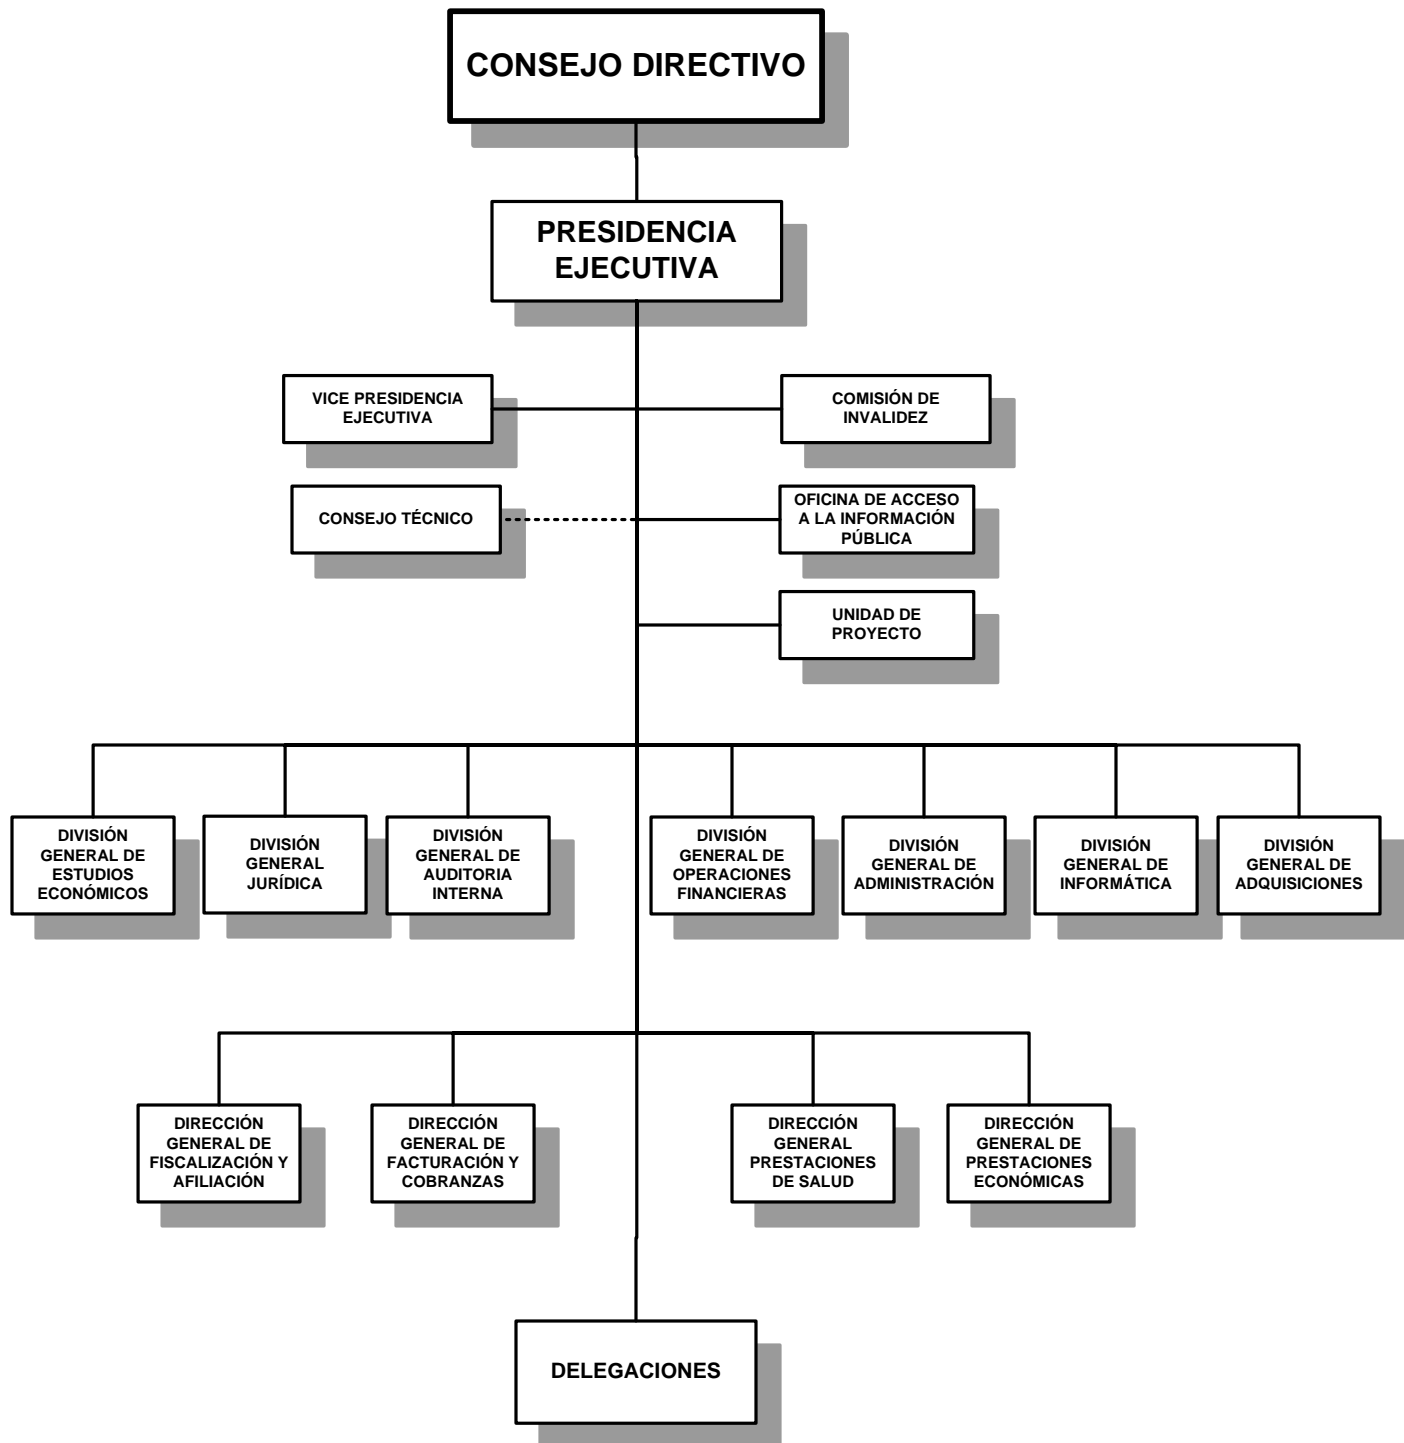 CONSEJO DIRECTIVO
PRESIDENCIA
EJECUTIVA
VICE PRESIDENCIA
EJECUTIVA
COMISIÓN DE
INVALIDEZ
CONSEJO TÉCNICO
OFICINA DE ACCESO
A LA INFORMACIÓN
PÚBLICA
UNIDAD DE
PROYECTO
DIVISIÓN
GENERAL DE
ESTUDIOS
ECONÓMICOS
DIVISIÓN
GENERAL
JURÍDICA
DIVISIÓN
GENERAL DE
AUDITORIA
INTERNA
DIVISIÓN
GENERAL DE
OPERACIONES
FINANCIERAS
DIVISIÓN
GENERAL DE
ADMINISTRACIÓN
DIVISIÓN
GENERAL DE
INFORMÁTICA
DIVISIÓN
GENERAL DE
ADQUISICIONES
DIRECCIÓN
GENERAL DE
FISCALIZACIÓN Y
AFILIACIÓN
DIRECCIÓN
GENERAL DE
FACTURACIÓN Y
COBRANZAS
DIRECCIÓN
GENERAL
PRESTACIONES
DE SALUD
DIRECCIÓN
GENERAL DE
PRESTACIONES
ECONÓMICAS
DELEGACIONES